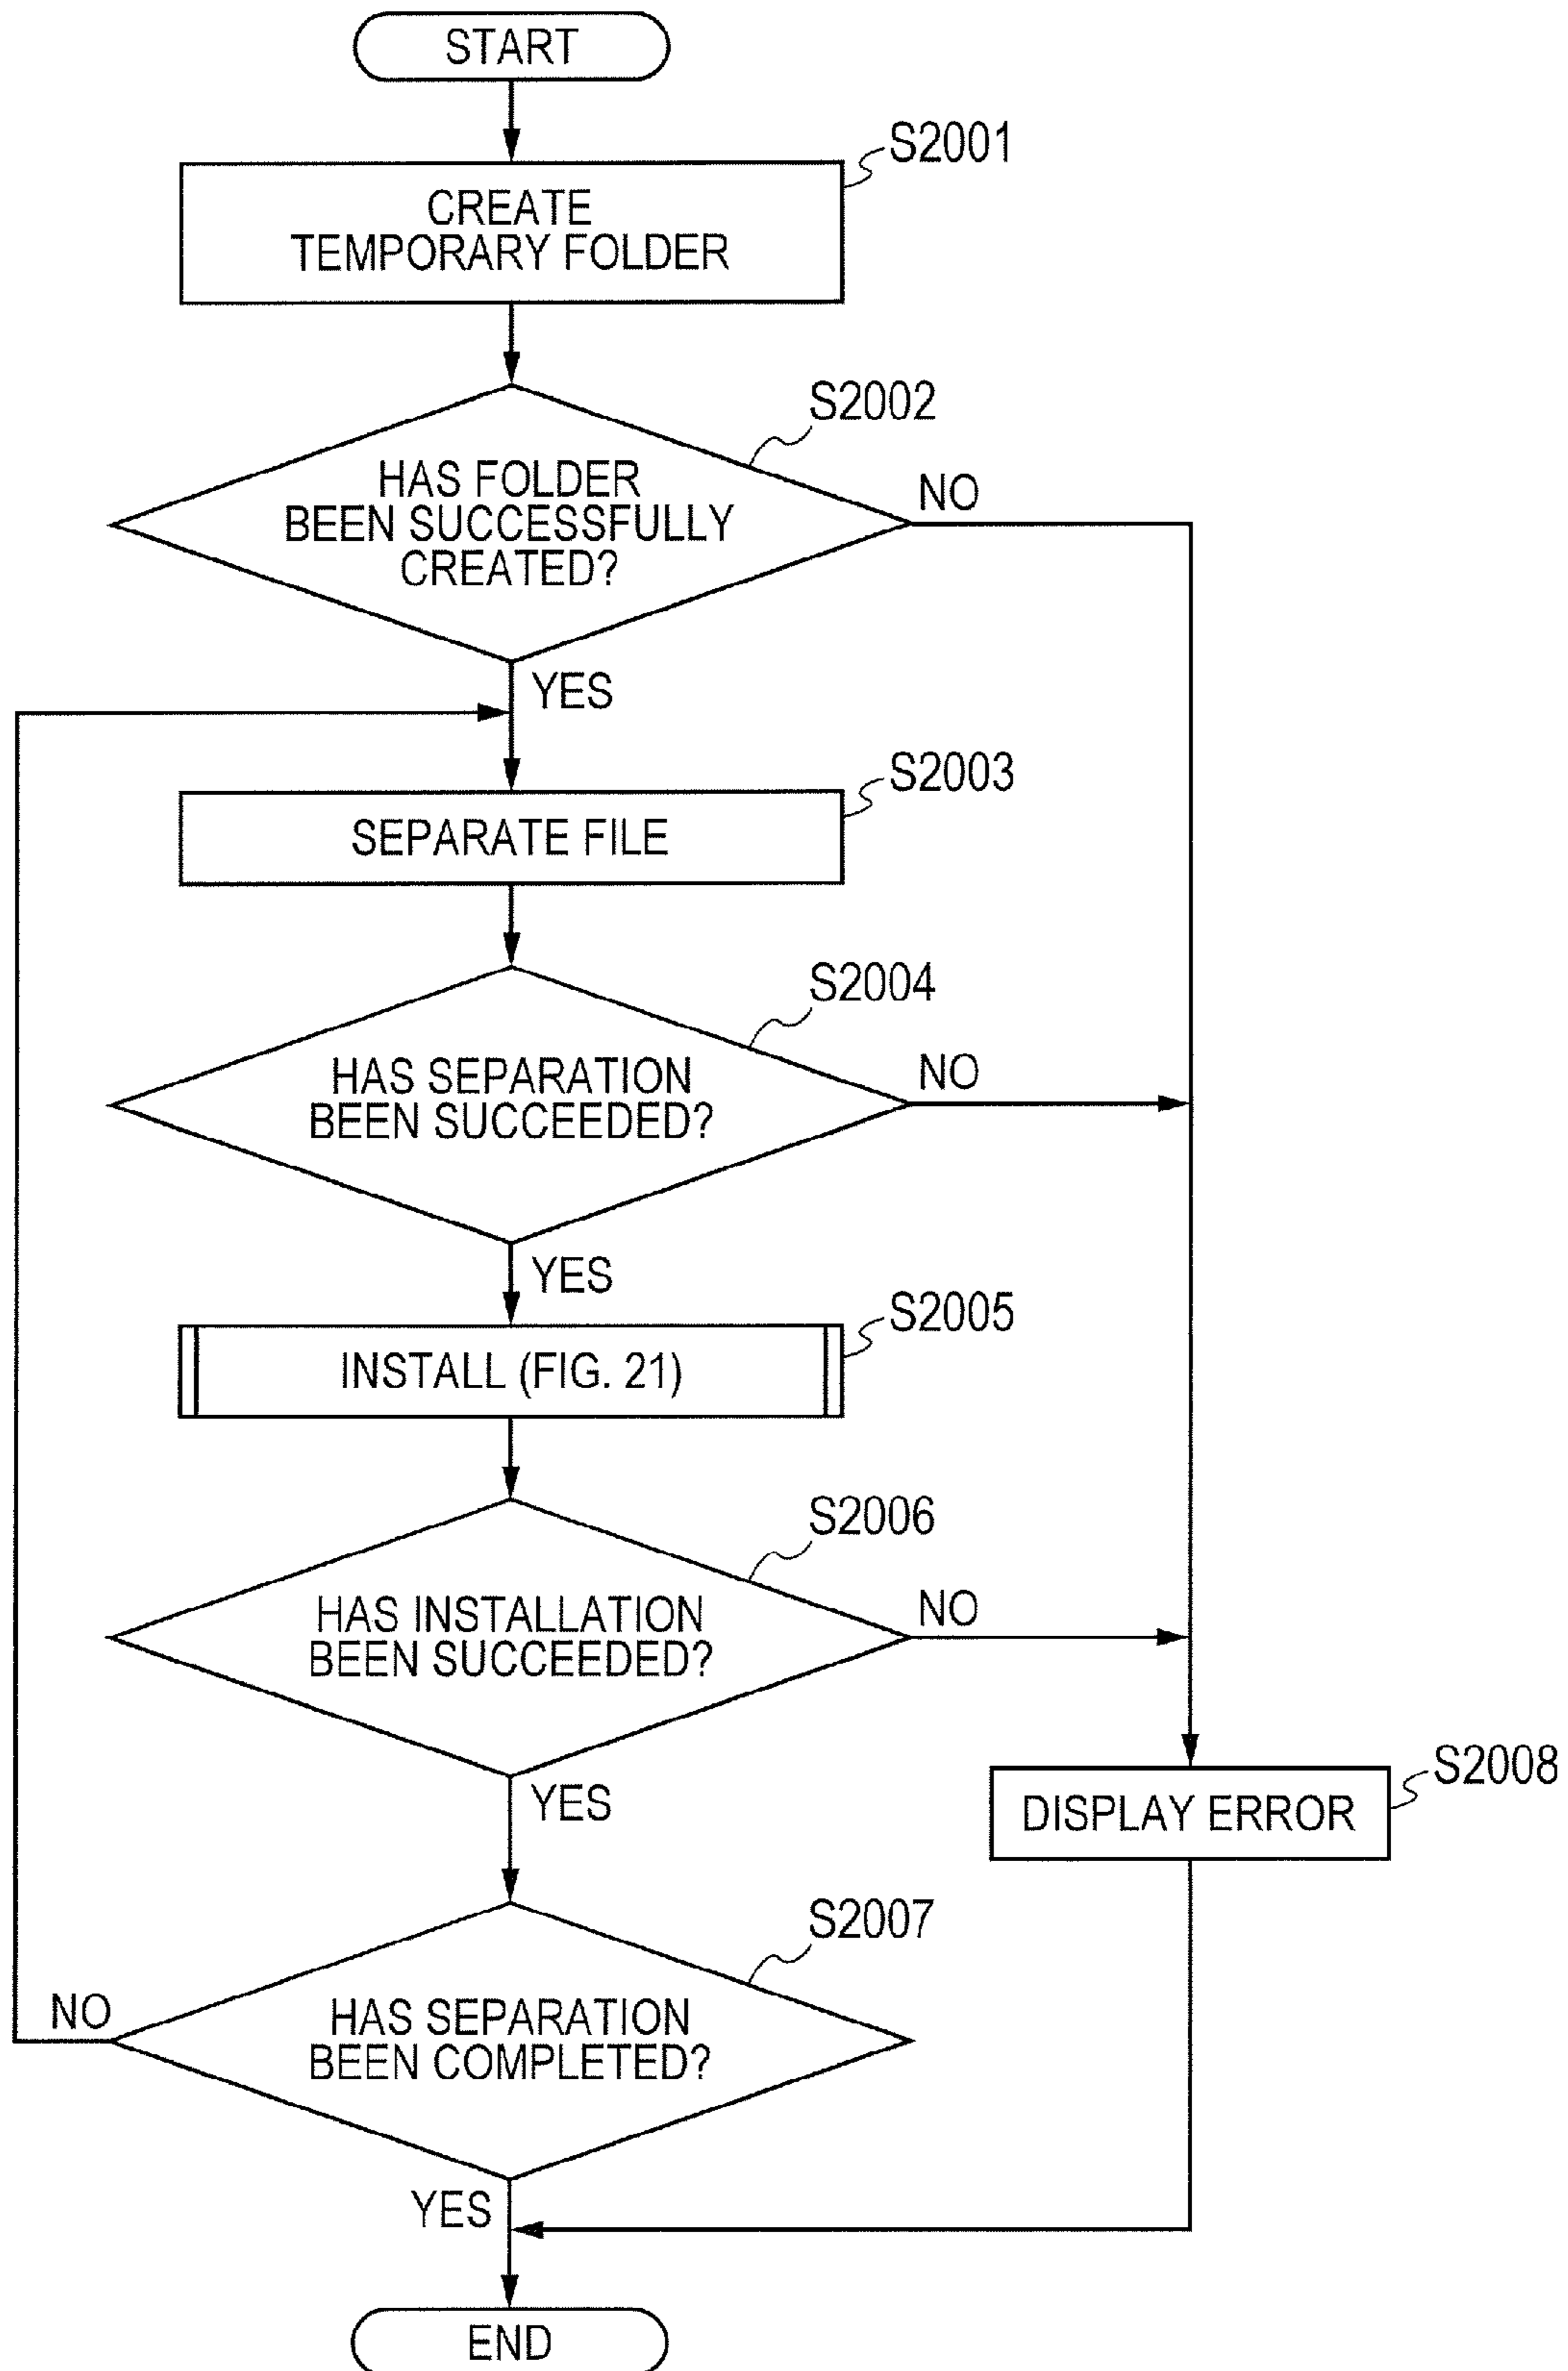 START
S2001
CREATE
TEMPORARY FOLDER
S2002
HAS FOLDER
BEEN SUCCESSFULLY
CREATED?
NO
YES
S2003
SEPARATE FILE
S2004
HAS SEPARATION
BEEN SUCCEEDED?
NO
YES
S2005
INSTALL (FIG. 21)
S2006
HAS INSTALLATION
BEEN SUCCEEDED?
NO
YES
S2008
DISPLAY ERROR
S2007
HAS SEPARATION
BEEN COMPLETED?
NO
YES
END